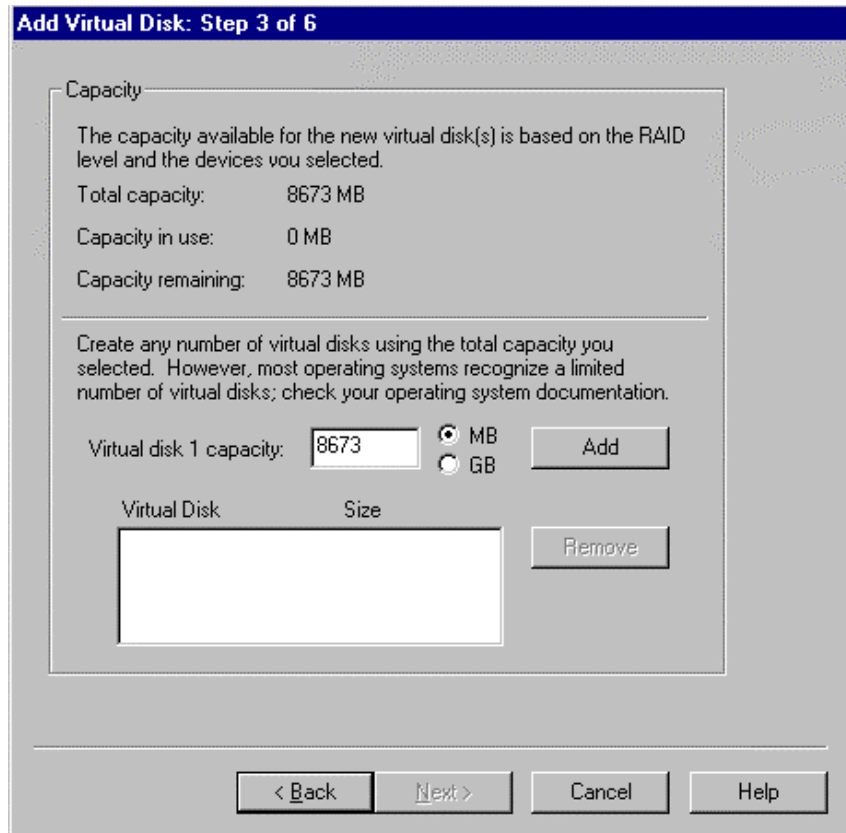 Add Virtual Disk: Step 3 of 6
Capacity
The capacity available for the new virtual disk(s) is based on the RAID
level and the devices you selected.
Total capacity: 8673 MB
Capacity in use: 0 MB
Capacity remaining: 8673 MB
Create any number of virtual disks using the total capacity you
selected. However, most operating systems recognize a limited
number of virtual disks; check your operating system documentation.
Virtual disk 1 capacity: 8673 MB Add
GB
Virtual Disk Size
Remove
< Back Next > Cancel Help